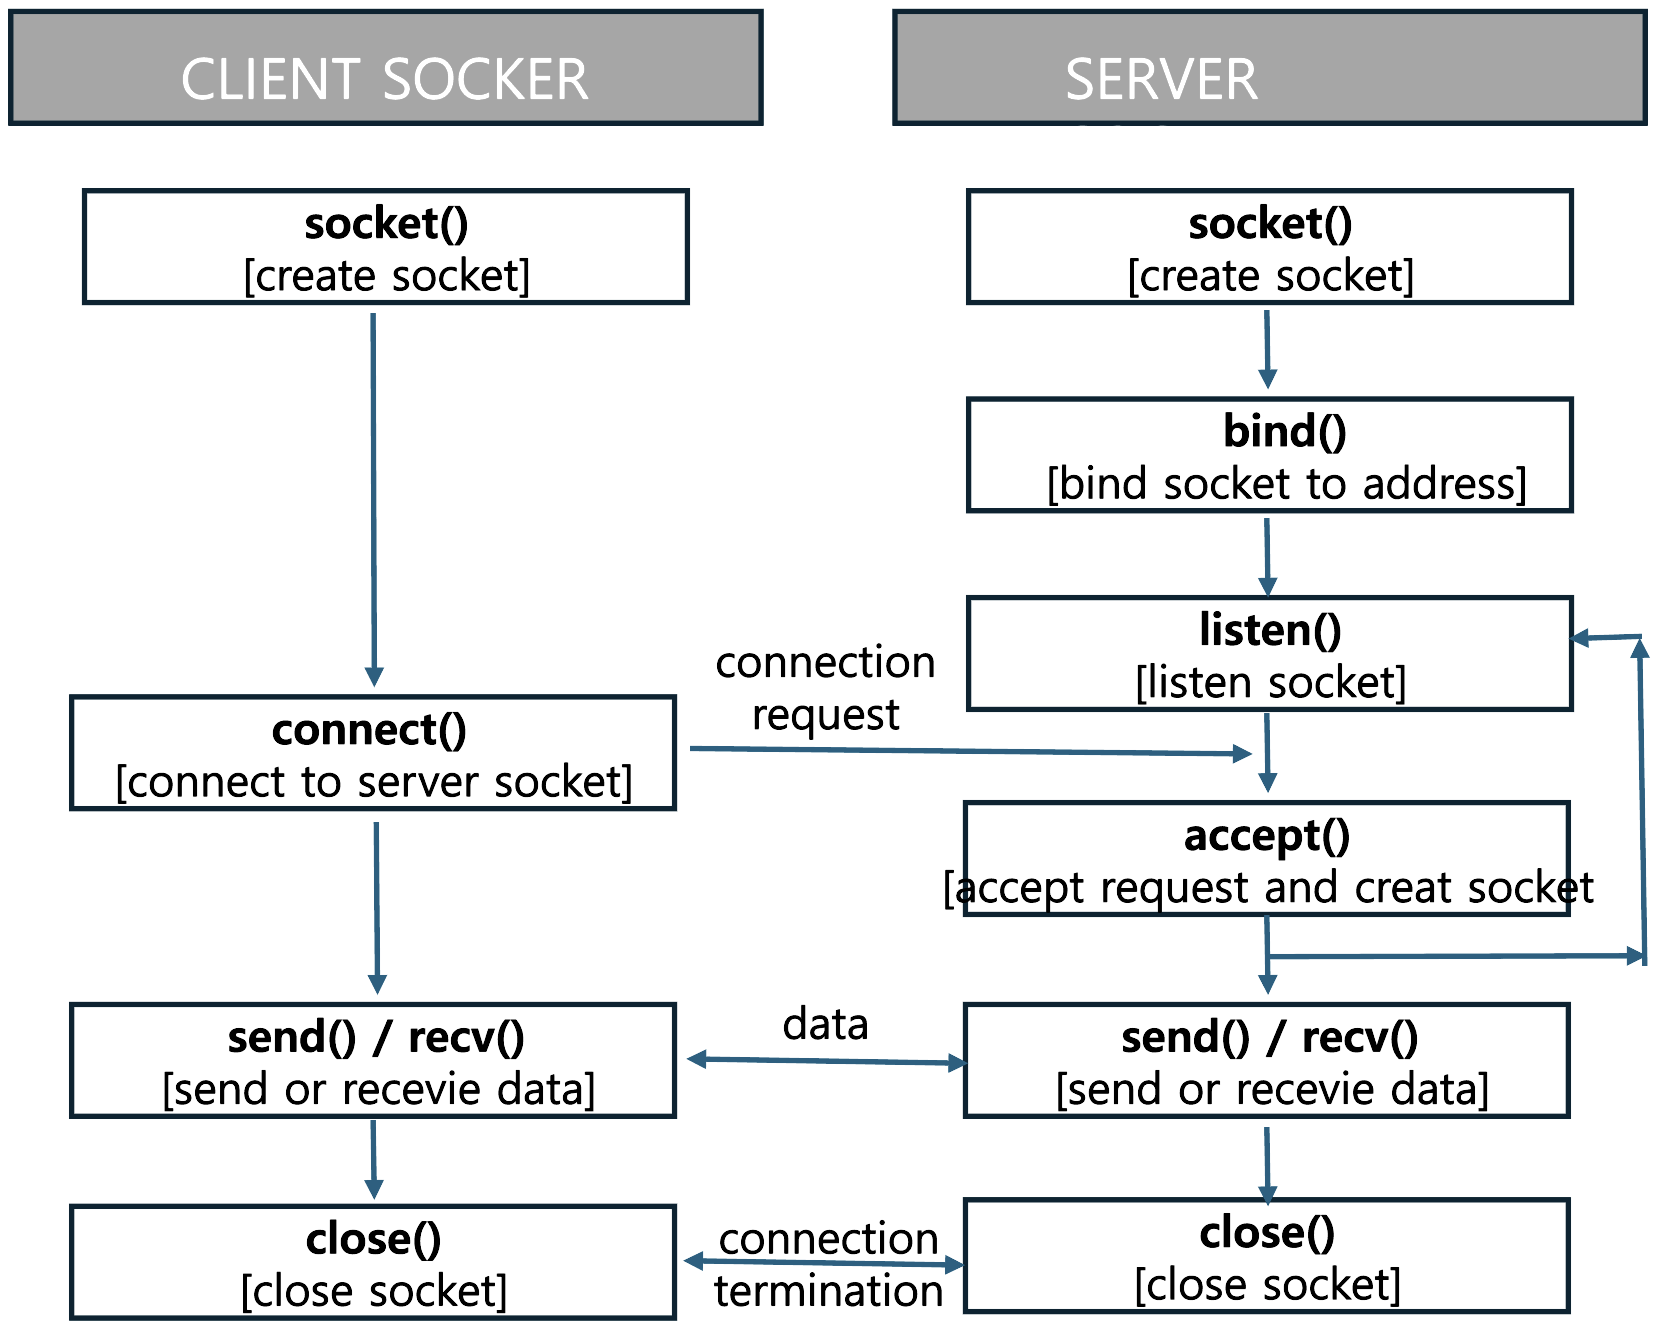 CLIENT SOCKER
SERVER
socket()
[create socket]
socket()
[create socket]
bind()
[bind socket to address]
listen()
[listen socket]
connection
request
connect()
[connect to server socket]
accept()
[accept request and creat socket
send() / recv()
[send or recevie data]
data
send() / recv()
[send or recevie data]
close()
[close socket]
connection
termination
close()
[close socket]